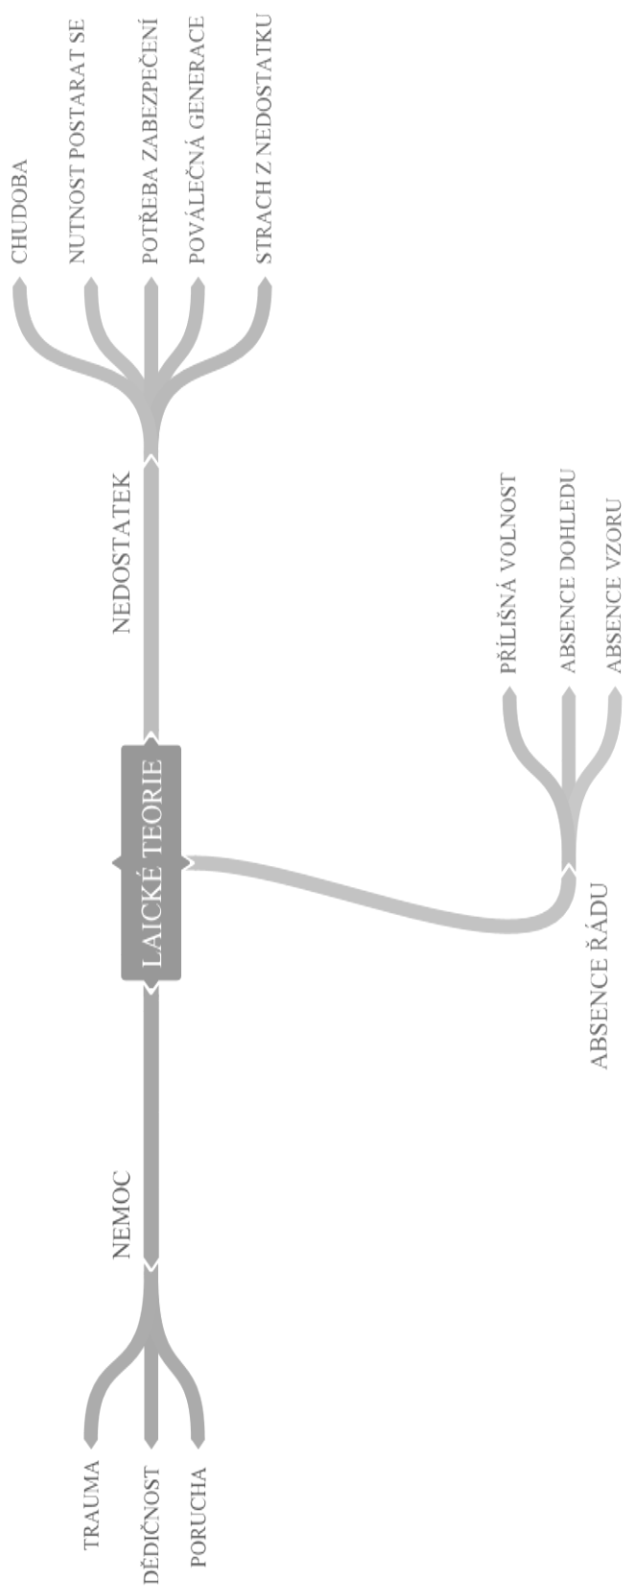 LAICKÉ TEORIE
NEMOC
TRAUMA
DĚDIČNOST
PORUCHA
NEDOSTATEK
CHUDOBA
NUTNOST POSTARAT SE
POTŘEBA ZABEZPEČENÍ
POVÁLEČNÁ GENERACE
STRACH Z NEDOSTATKU
ABSENCE ŘÁDU
PŘÍLIŠNÁ VOLNOST
ABSENCE DOHLEDU
ABSENCE VZORU